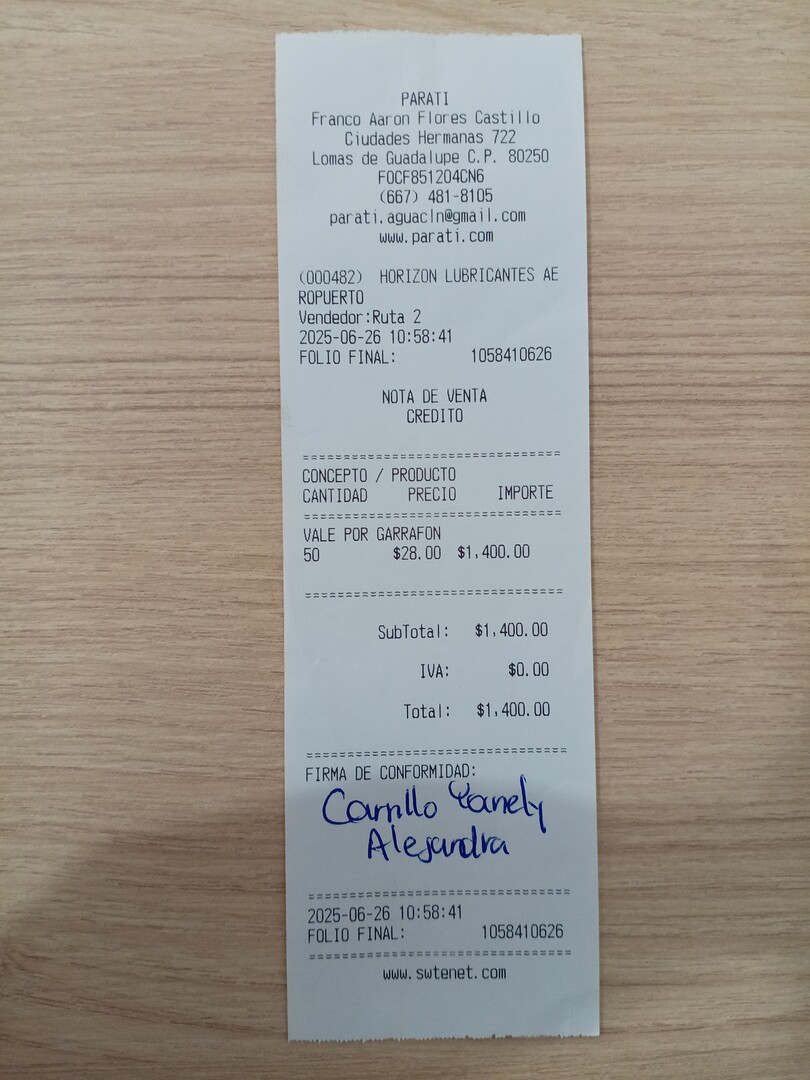 PARATI
Franco Aaron Flores Castillo
Ciudades Hermanas 722
Lomas de Guadalupe C.P. 80250
FOCF851204CN6
(667) 481-8105
parati.aguacln@gmail.com
www.parati.com
(000482) HORIZON LUBRICANTES AE
ROPUERTO
Vendedor:Ruta 2
2025-06-26 10:58:41
FOLIO FINAL: 1058410626
NOTA DE VENTA
CREDITO
===============================
CONCEPTO / PRODUCTO
CANTIDAD PRECIO IMPORTE
===============================
VALE POR GARRAFON
50 $28.00 $1,400.00
===============================
SubTotal: $1,400.00
IVA: $0.00
Total: $1,400.00
===============================
FIRMA DE CONFORMIDAD:
Carrillo Yanely
Alejandra
===============================
2025-06-26 10:58:41
FOLIO FINAL: 1058410626
===============================
www.swtenet.com